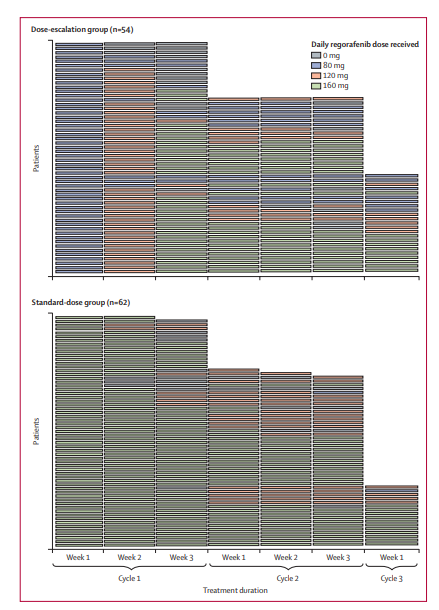 Dose-escalation group (n=54)
Daily regorafenib dose received
0 mg
80 mg
120 mg
160 mg
Patients
Standard-dose group (n=62)
Patients
Week 1 Week 2 Week 3 Week 1 Week 2 Week 3 Week 1
Cycle 1 Cycle 2 Cycle 3
Treatment duration